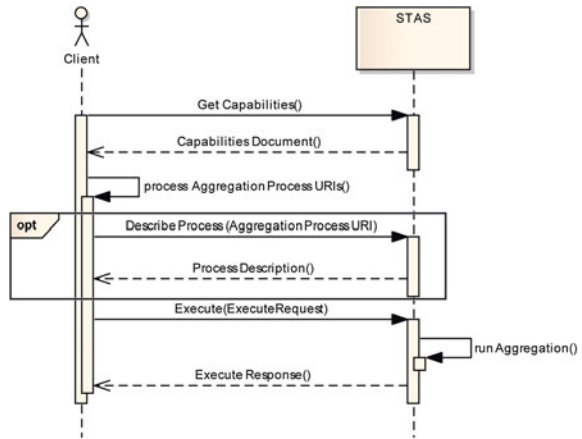 STAS
Client
Get Capabilities()
Capabilities Document()
process Aggregation Process URIs()
opt
Describe Process (Aggregation Process URI)
Process Description()
Execute(ExecuteRequest)
run Aggregation()
Execute Response()